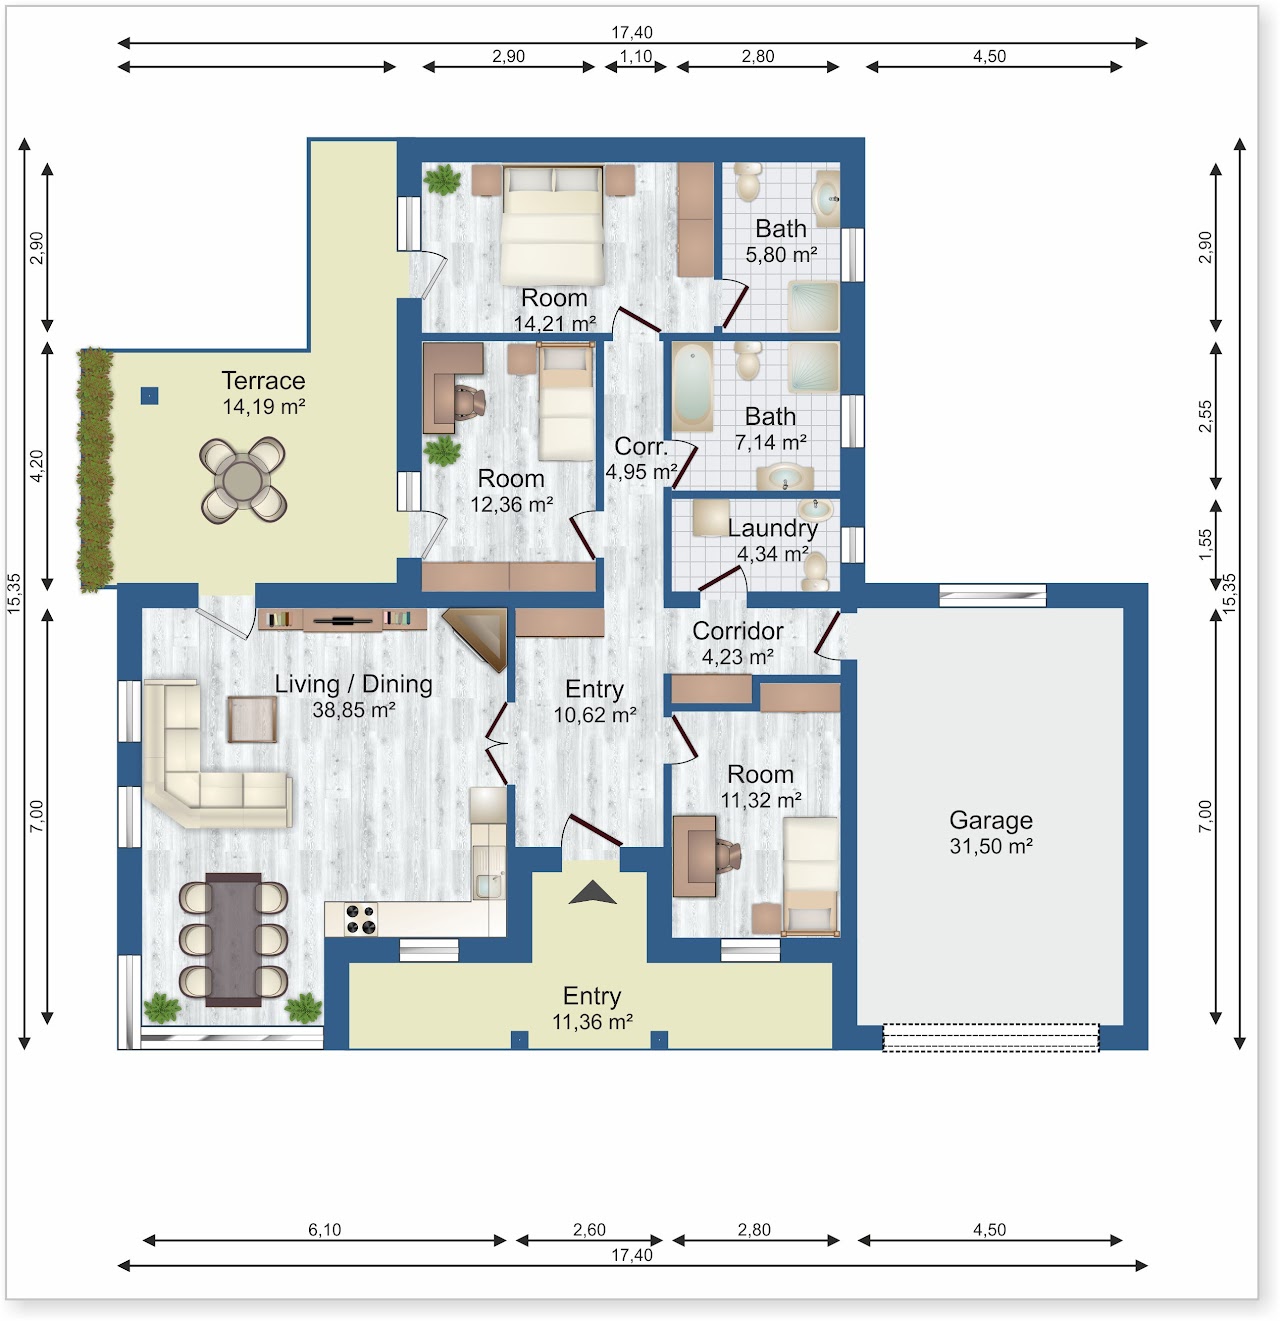 17,40
2,90
1,10
2,80
4,50
15,35
2,90
4,20
7,00
2,90
2,55
1,55
15,35
7,00
Room
14,21 m²
Bath
5,80 m²
Terrace
14,19 m²
Room
12,36 m²
Corr.
4,95 m²
Bath
7,14 m²
Laundry
4,34 m²
Living / Dining
38,85 m²
Entry
10,62 m²
Corridor
4,23 m²
Room
11,32 m²
Garage
31,50 m²
Entry
11,36 m²
6,10
2,60
2,80
4,50
17,40